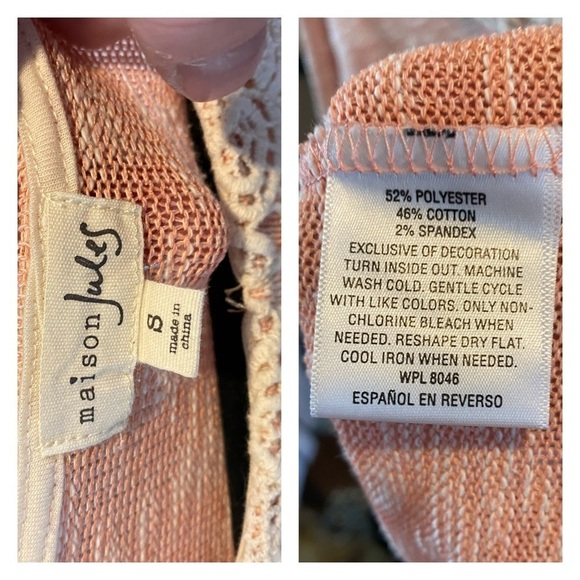 maison Jules
S
made in
china
52% POLYESTER
46% COTTON
2% SPANDEX
EXCLUSIVE OF DECORATION
TURN INSIDE OUT. MACHINE
WASH COLD. GENTLE CYCLE
WITH LIKE COLORS. ONLY NON-
CHLORINE BLEACH WHEN
NEEDED. RESHAPE DRY FLAT.
COOL IRON WHEN NEEDED.
WPL 8046
ESPAÑOL EN REVERSO